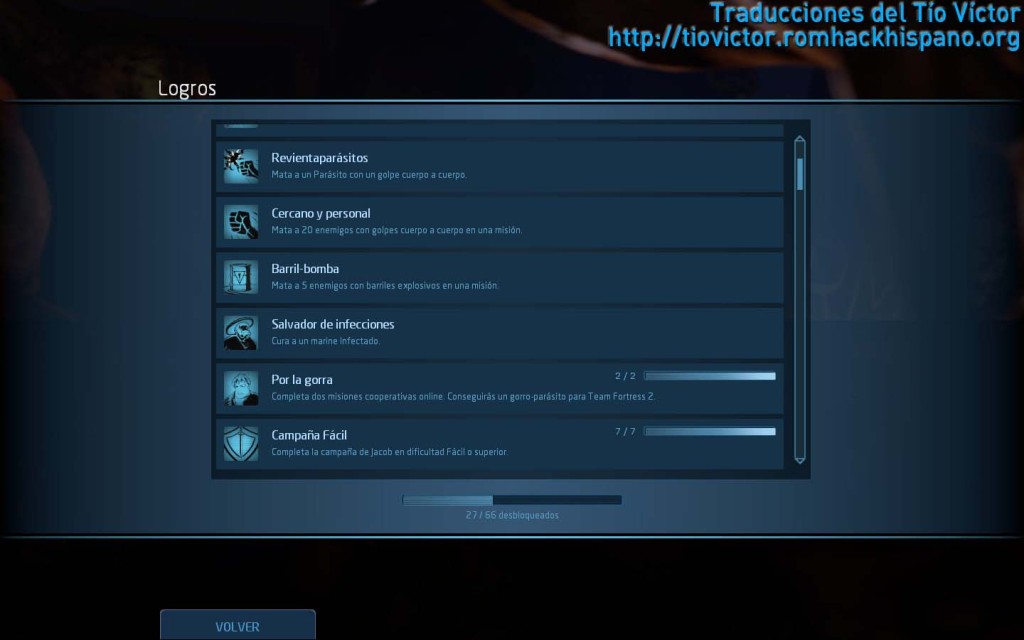 Traducciones del Tío Víctor
http://tiovictor.romhackhispano.org
Logros
Revientaparásitos
Mata a un Parásito con un golpe cuerpo a cuerpo.
Cercano y personal
Mata a 20 enemigos con golpes cuerpo a cuerpo en una misión.
Barril-bomba
Mata a 5 enemigos con barriles explosivos en una misión.
Salvador de infecciones
Cura a un marine infectado.
Por la gorra
2 / 2
Completa dos misiones cooperativas online. Conseguirás un gorro-parásito para Team Fortress 2.
Campaña Fácil
7 / 7
Completa la campaña de Jacob en dificultad Fácil o superior.
27 / 66 desbloqueados
VOLVER